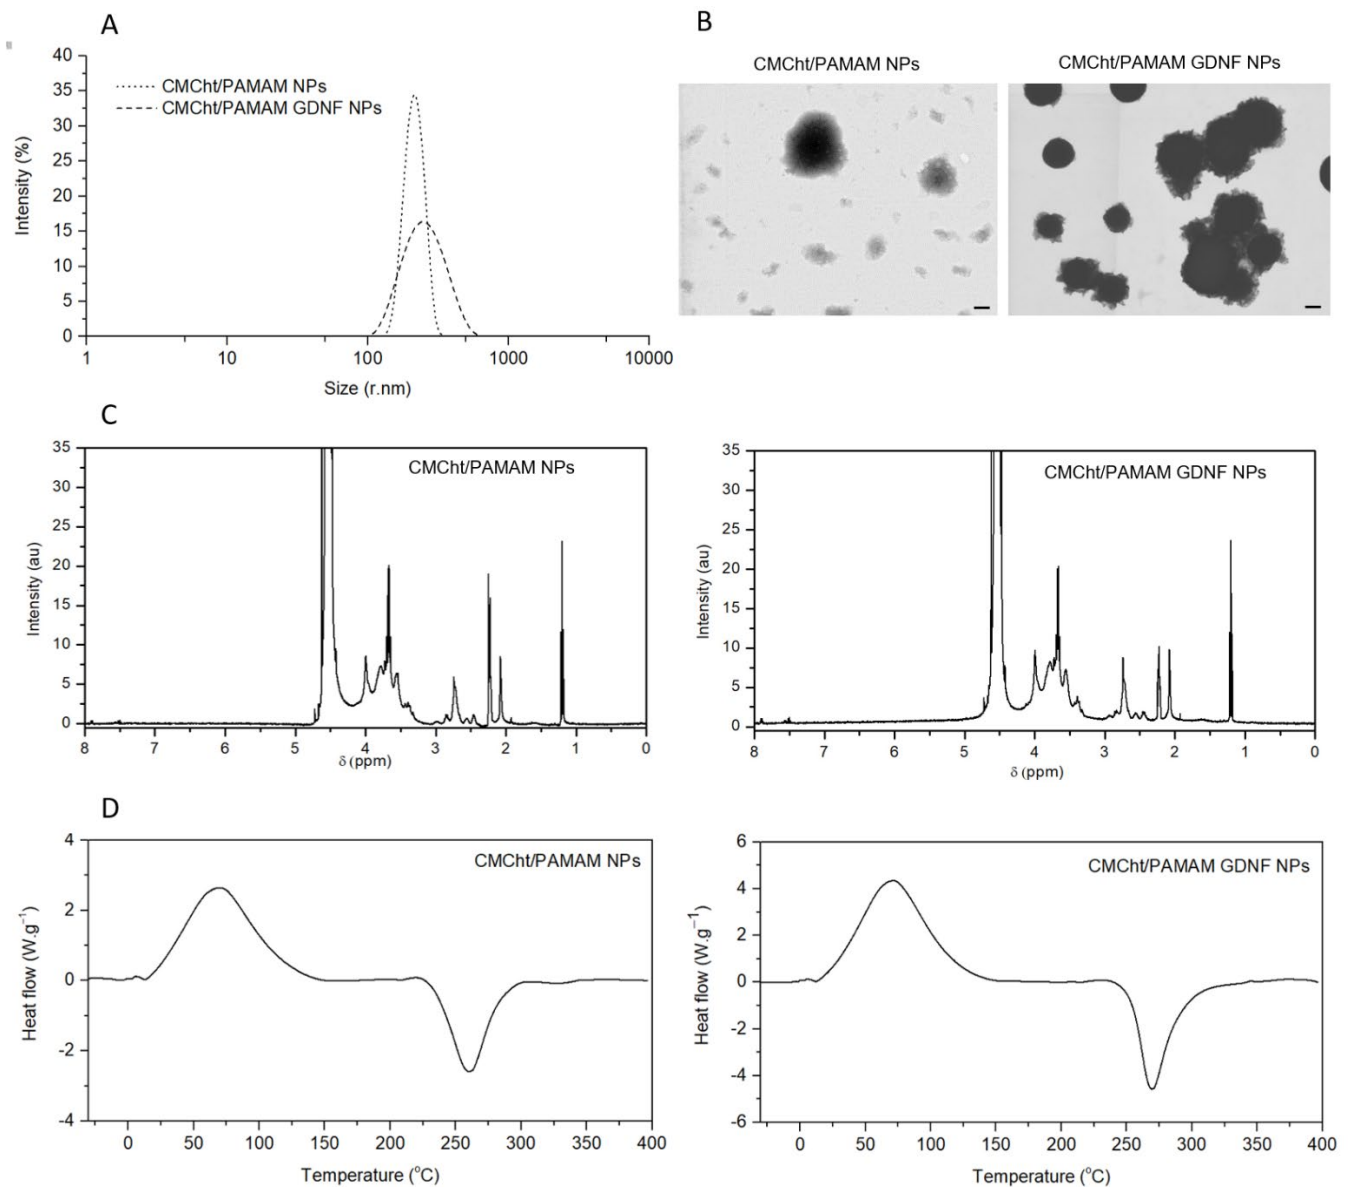 A
40
35
30
25
20
15
10
5
0
Intensity (%)
CMCht/PAMAM NPs
CMCht/PAMAM GDNF NPs
1 10 100 1000 10000
Size (r.nm)
B
CMCht/PAMAM NPs
CMCht/PAMAM GDNF NPs
C
35
30
25
20
15
10
5
0
Intensity (au)
CMCht/PAMAM NPs
8 7 6 5 4 3 2 1 0
δ (ppm)
35
30
25
20
15
10
5
0
Intensity (au)
CMCht/PAMAM GDNF NPs
8 7 6 5 4 3 2 1 0
δ (ppm)
D
4
2
0
-2
-4
Heat flow (W.g⁻¹)
CMCht/PAMAM NPs
0 50 100 150 200 250 300 350 400
Temperature (°C)
6
4
2
0
-2
-4
-6
Heat flow (W.g⁻¹)
CMCht/PAMAM GDNF NPs
0 50 100 150 200 250 300 350 400
Temperature (°C)